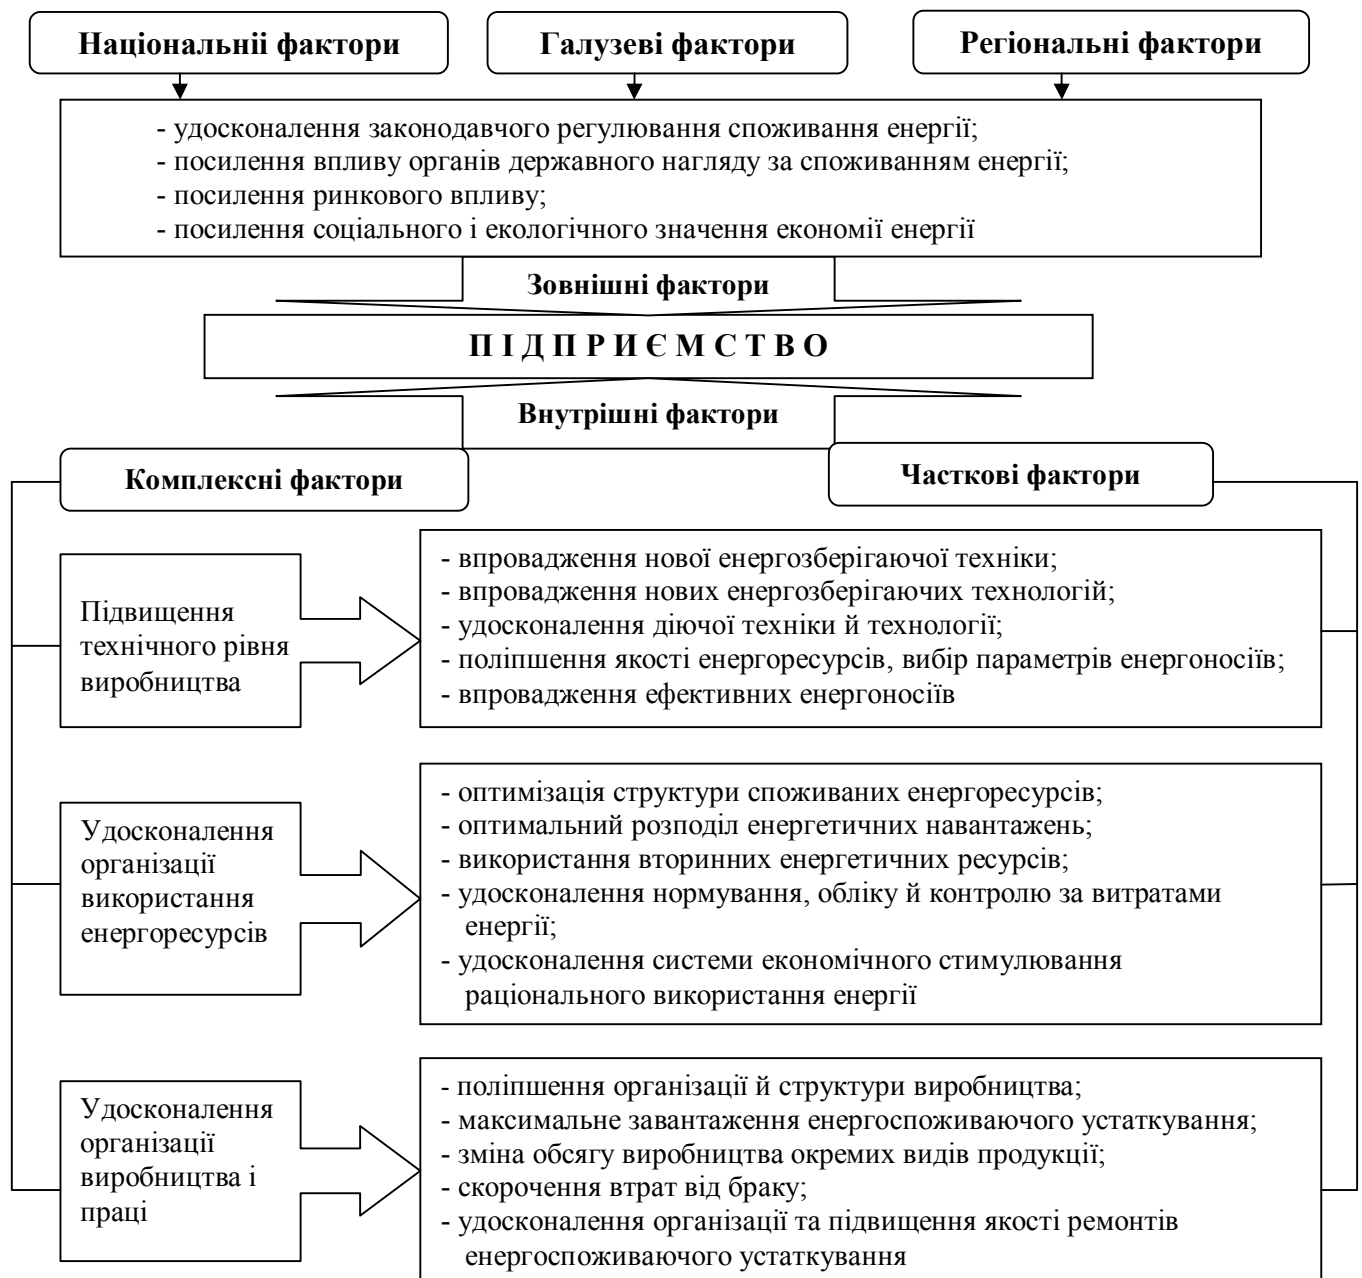 Національніі фактори
Галузеві фактори
Регіональні фактори
- удосконалення законодавчого регулювання споживання енергії;
- посилення впливу органів державного нагляду за споживанням енергії;
- посилення ринкового впливу;
- посилення соціального і екологічного значення економії енергії
Зовнішні фактори
П І Д П Р И Є М С Т В О
Внутрішні фактори
Комплексні фактори
Часткові фактори
Підвищення
технічного рівня
виробництва
- впровадження нової енергозберігаючої техніки;
- впровадження нових енергозберігаючих технологій;
- удосконалення діючої техніки й технології;
- поліпшення якості енергоресурсів, вибір параметрів енергоносіїв;
- впровадження ефективних енергоносіїв
Удосконалення
організації
використання
енергоресурсів
- оптимізація структури споживаних енергоресурсів;
- оптимальний розподіл енергетичних навантажень;
- використання вторинних енергетичних ресурсів;
- удосконалення нормування, обліку й контролю за витратами
енергії;
- удосконалення системи економічного стимулювання
раціонального використання енергії
Удосконалення
організації
виробництва і
праці
- поліпшення організації й структури виробництва;
- максимальне завантаження енергоспоживаючого устаткування;
- зміна обсягу виробництва окремих видів продукції;
- скорочення втрат від браку;
- удосконалення організації та підвищення якості ремонтів
енергоспоживаючого устаткування